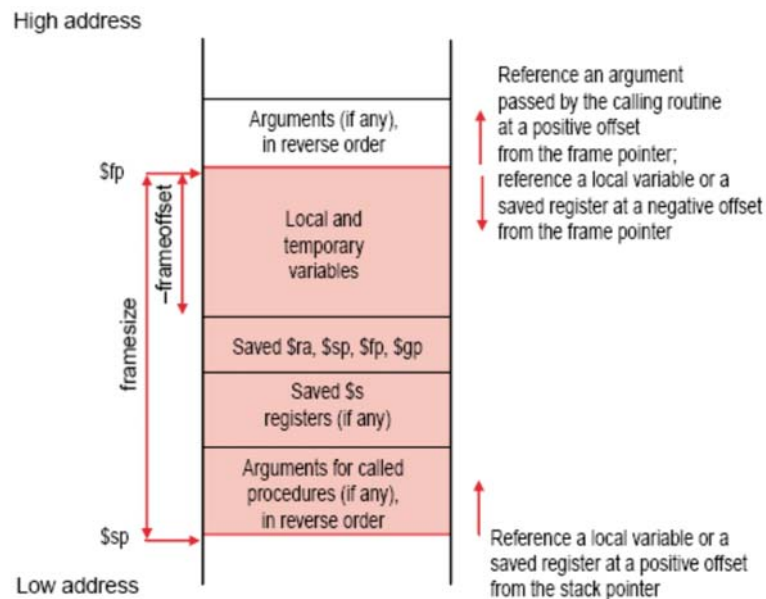 High address
Reference an argument
passed by the calling routine
at a positive offset
from the frame pointer;
reference a local variable or a
saved register at a negative offset
from the frame pointer
Arguments (if any),
in reverse order
$fp
–frameoffset
framesize
Local and
temporary
variables
Saved $ra, $sp, $fp, $gp
Saved $s
registers (if any)
Arguments for called
procedures (if any),
in reverse order
$sp
Reference a local variable or a
saved register at a positive offset
from the stack pointer
Low address